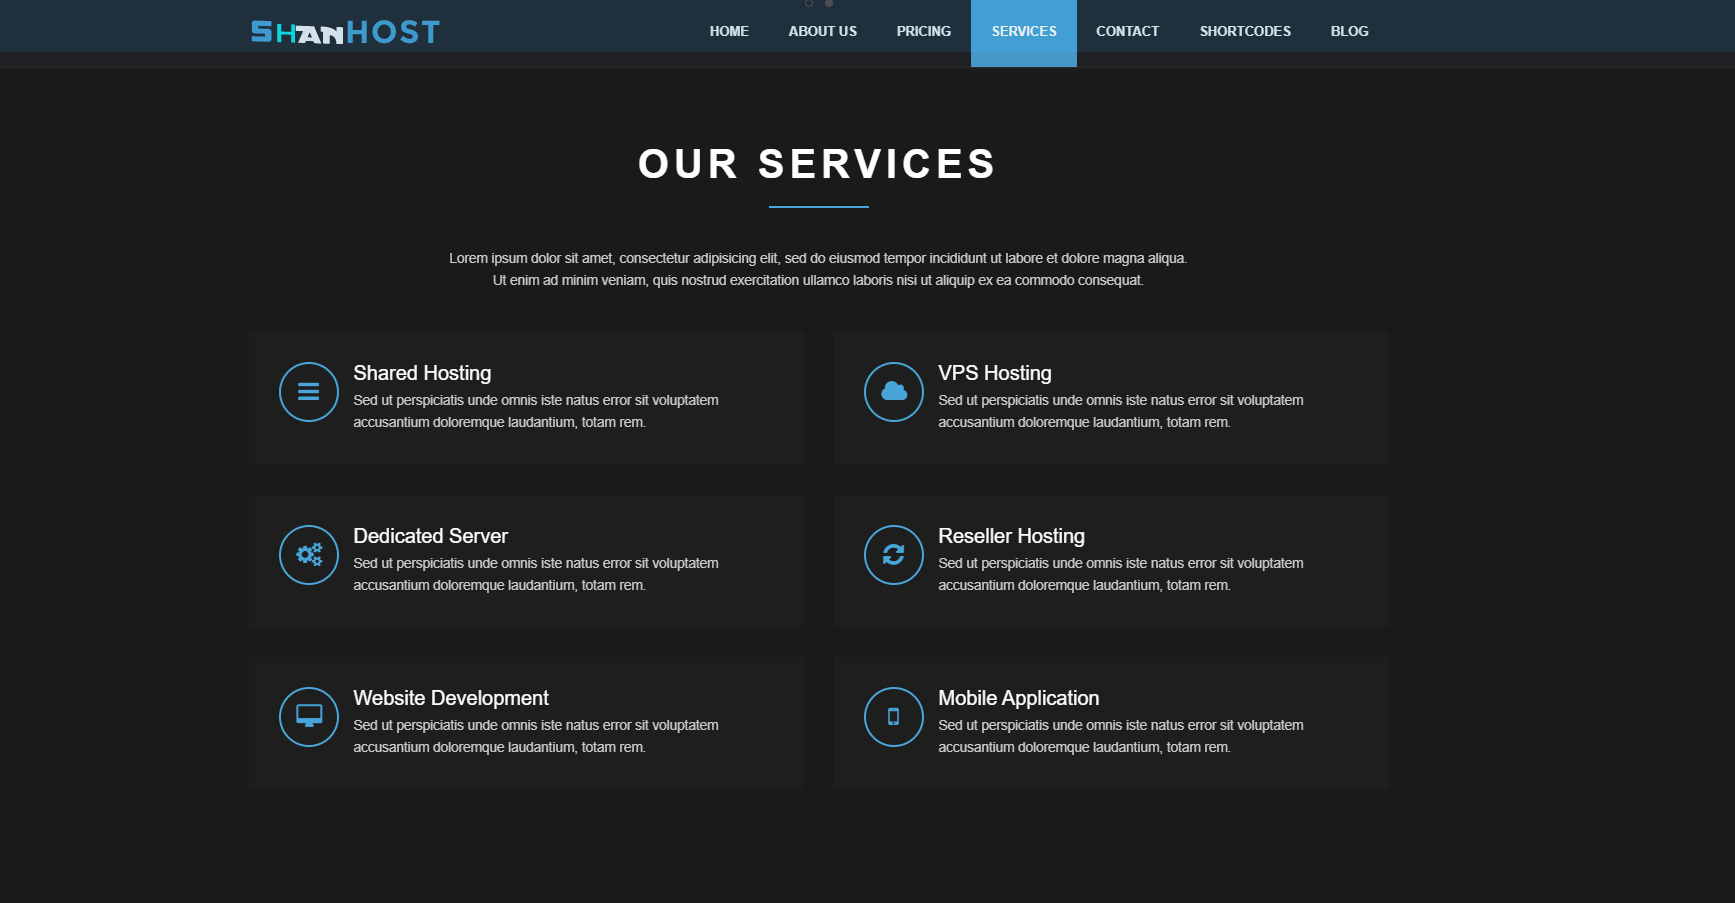 SHANHOST
HOME ABOUT US PRICING SERVICES CONTACT SHORTCODES BLOG
OUR SERVICES
Lorem ipsum dolor sit amet, consectetur adipisicing elit, sed do eiusmod tempor incididunt ut labore et dolore magna aliqua.
Ut enim ad minim veniam, quis nostrud exercitation ullamco laboris nisi ut aliquip ex ea commodo consequat.
Shared Hosting
Sed ut perspiciatis unde omnis iste natus error sit voluptatem
accusantium doloremque laudantium, totam rem.
VPS Hosting
Sed ut perspiciatis unde omnis iste natus error sit voluptatem
accusantium doloremque laudantium, totam rem.
Dedicated Server
Sed ut perspiciatis unde omnis iste natus error sit voluptatem
accusantium doloremque laudantium, totam rem.
Reseller Hosting
Sed ut perspiciatis unde omnis iste natus error sit voluptatem
accusantium doloremque laudantium, totam rem.
Website Development
Sed ut perspiciatis unde omnis iste natus error sit voluptatem
accusantium doloremque laudantium, totam rem.
Mobile Application
Sed ut perspiciatis unde omnis iste natus error sit voluptatem
accusantium doloremque laudantium, totam rem.